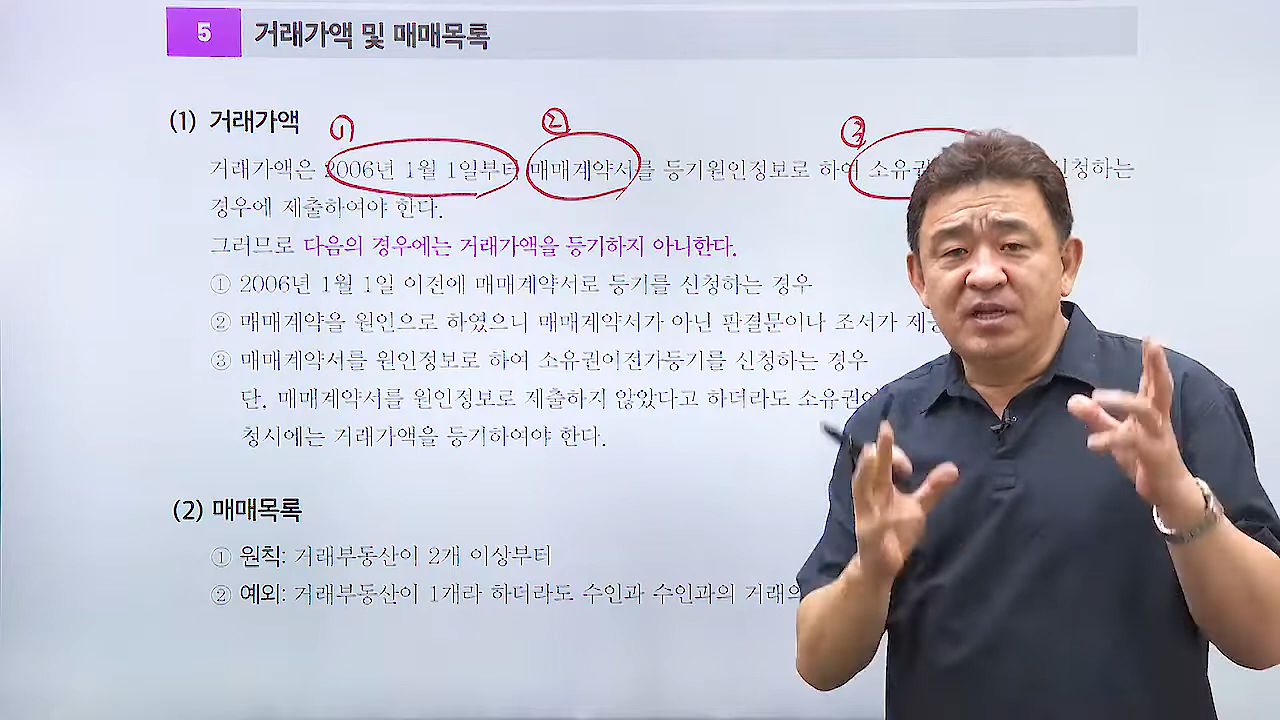 5 거래가액 및 매매목록
(1) 거래가액
① ② ③
거래가액은 2006년 1월 1일부터 매매계약서를 등기원인정보로 하여 소유권 신청하는
경우에 제출하여야 한다.
그러므로 다음의 경우에는 거래가액을 등기하지 아니한다.
① 2006년 1월 1일 이전에 매매계약서로 등기를 신청하는 경우
② 매매계약을 원인으로 하였으니 매매계약서가 아닌 판결문이나 조서가
③ 매매계약서를 원인정보로 하여 소유권이전가등기를 신청하는 경우
단. 매매계약서를 원인정보로 제출하지 않았다고 하더라도
청시에는 거래가액을 등기하여야 한다.
(2) 매매목록
① 원칙: 거래부동산이 2개 이상부터
② 예외: 거래부동산이 1개라 하더라도 수인과 수인과의 거래의